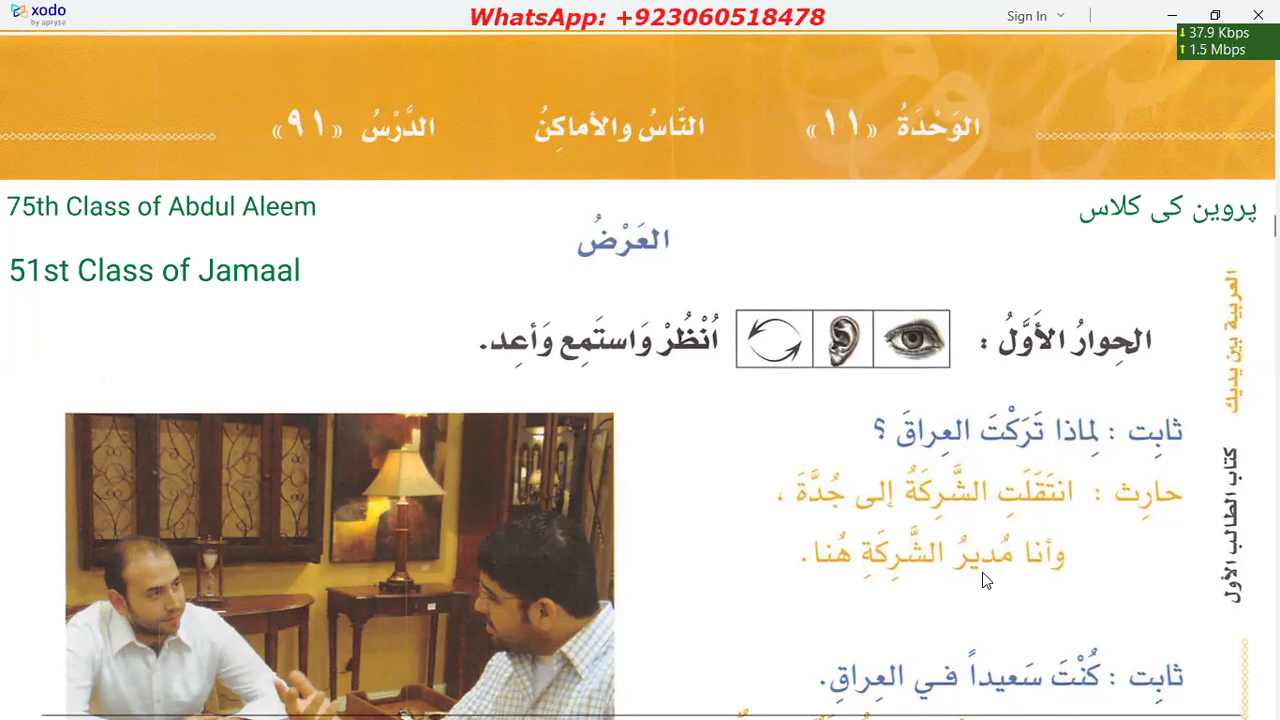 xodo
by apryse
WhatsApp: +923060518478
Sign In
37.9 Kbps
1.5 Mbps
الوَحْدَةُ «١١» النّاسُ والأماكِنُ الدَّرْسُ «٩١»
75th Class of Abdul Aleem
پروین کی کلاس
العَرْضُ
51st Class of Jamaal
الحِوارُ الأَوَّلُ : اُنْظُرْ وَاستَمِع وَأعِد.
ثابِت : لِماذا تَرَكْتَ العِراقَ ؟
حارِث : انتَقَلَتِ الشَّرِكَةُ إلى جُدَّةَ ،
وأنا مُديرُ الشَّرِكَةِ هُنا.
ثابِت : كُنْتَ سَعيداً فـي العِراقِ.
العربية بين يديك
كتاب الطالب الأول